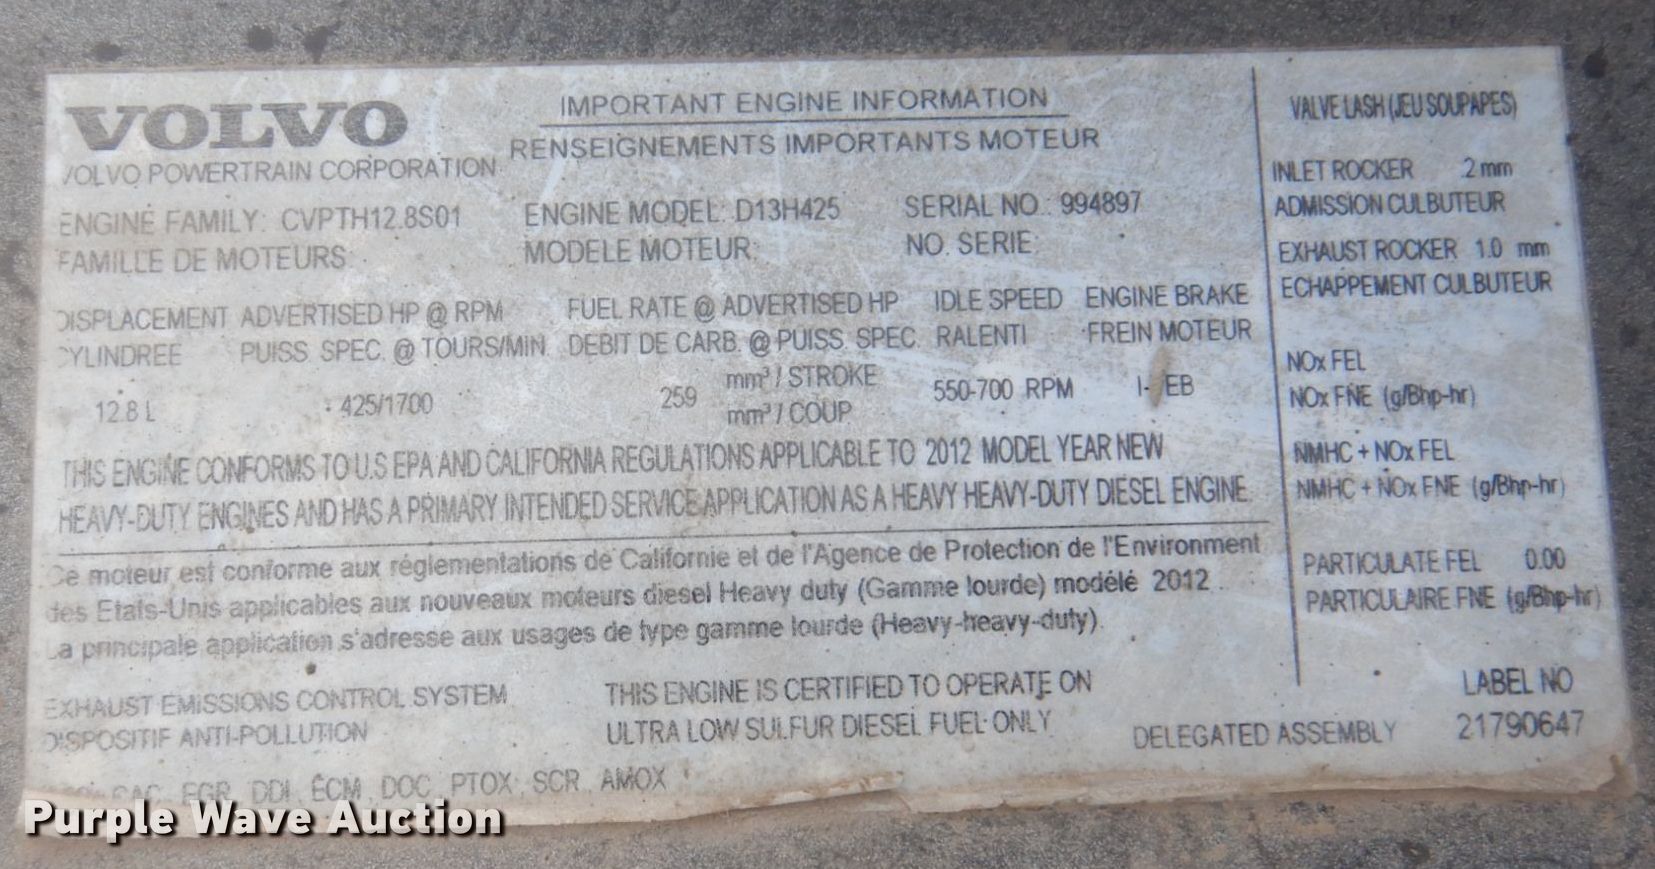 VOLVO
VOLVO POWERTRAIN CORPORATION
IMPORTANT ENGINE INFORMATION
RENSEIGNEMENTS IMPORTANTS MOTEUR
ENGINE FAMILY: CVPTH12.8S01 ENGINE MODEL: D13H425 SERIAL NO.: 994897
FAMILLE DE MOTEURS: MODELE MOTEUR: NO. SERIE:
DISPLACEMENT ADVERTISED HP @ RPM FUEL RATE @ ADVERTISED HP IDLE SPEED ENGINE BRAKE
CYLINDREE PUISS. SPEC. @ TOURS/MIN. DEBIT DE CARB. @ PUISS. SPEC. RALENTI FREIN MOTEUR
12.8 L 425/1700 259 mm³ / STROKE 550-700 RPM I- EB
mm³ / COUP
THIS ENGINE CONFORMS TO U.S EPA AND CALIFORNIA REGULATIONS APPLICABLE TO 2012 MODEL YEAR NEW
HEAVY-DUTY ENGINES AND HAS A PRIMARY INTENDED SERVICE APPLICATION AS A HEAVY HEAVY-DUTY DIESEL ENGINE.
Ce moteur est conforme aux réglementations de Californie et de l'Agence de Protection de l'Environment
des Etats-Unis applicables aux nouveaux moteurs diesel Heavy duty (Gamme lourde) modélé 2012 .
La principale application s'adresse aux usages de type gamme lourde (Heavy-heavy-duty).
EXHAUST EMISSIONS CONTROL SYSTEM
DISPOSITIF ANTI-POLLUTION
THIS ENGINE IS CERTIFIED TO OPERATE ON
ULTRA LOW SULFUR DIESEL FUEL ONLY
DELEGATED ASSEMBLY
CAC, EGR, DDI, ECM, DOC, PTOX, SCR, AMOX
VALVE LASH (JEU SOUPAPES)
INLET ROCKER .2 mm
ADMISSION CULBUTEUR
EXHAUST ROCKER 1.0 mm
ECHAPPEMENT CULBUTEUR
NOx FEL
NOx FNE (g/Bhp-hr)
NMHC + NOx FEL
NMHC + NOx FNE (g/Bhp-hr)
PARTICULATE FEL 0.00
PARTICULAIRE FNE (g/Bhp-hr)
LABEL NO
21790647
Purple Wave Auction